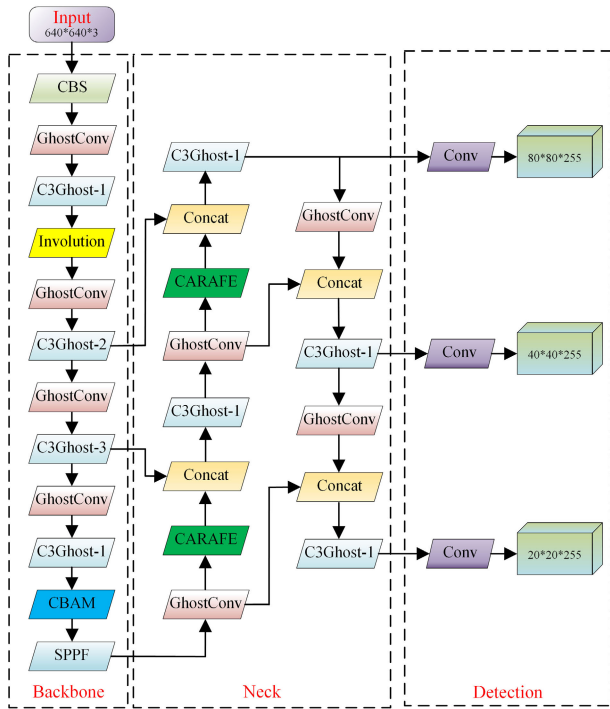 Input
640*640*3
CBS
GhostConv
C3Ghost-1
Involution
GhostConv
C3Ghost-2
GhostConv
C3Ghost-3
GhostConv
C3Ghost-1
CBAM
SPPF
Backbone
C3Ghost-1
Concat
CARAFE
GhostConv
C3Ghost-1
Concat
CARAFE
GhostConv
GhostConv
Concat
C3Ghost-1
GhostConv
Concat
C3Ghost-1
Neck
Conv
80*80*255
Conv
40*40*255
Conv
20*20*255
Detection